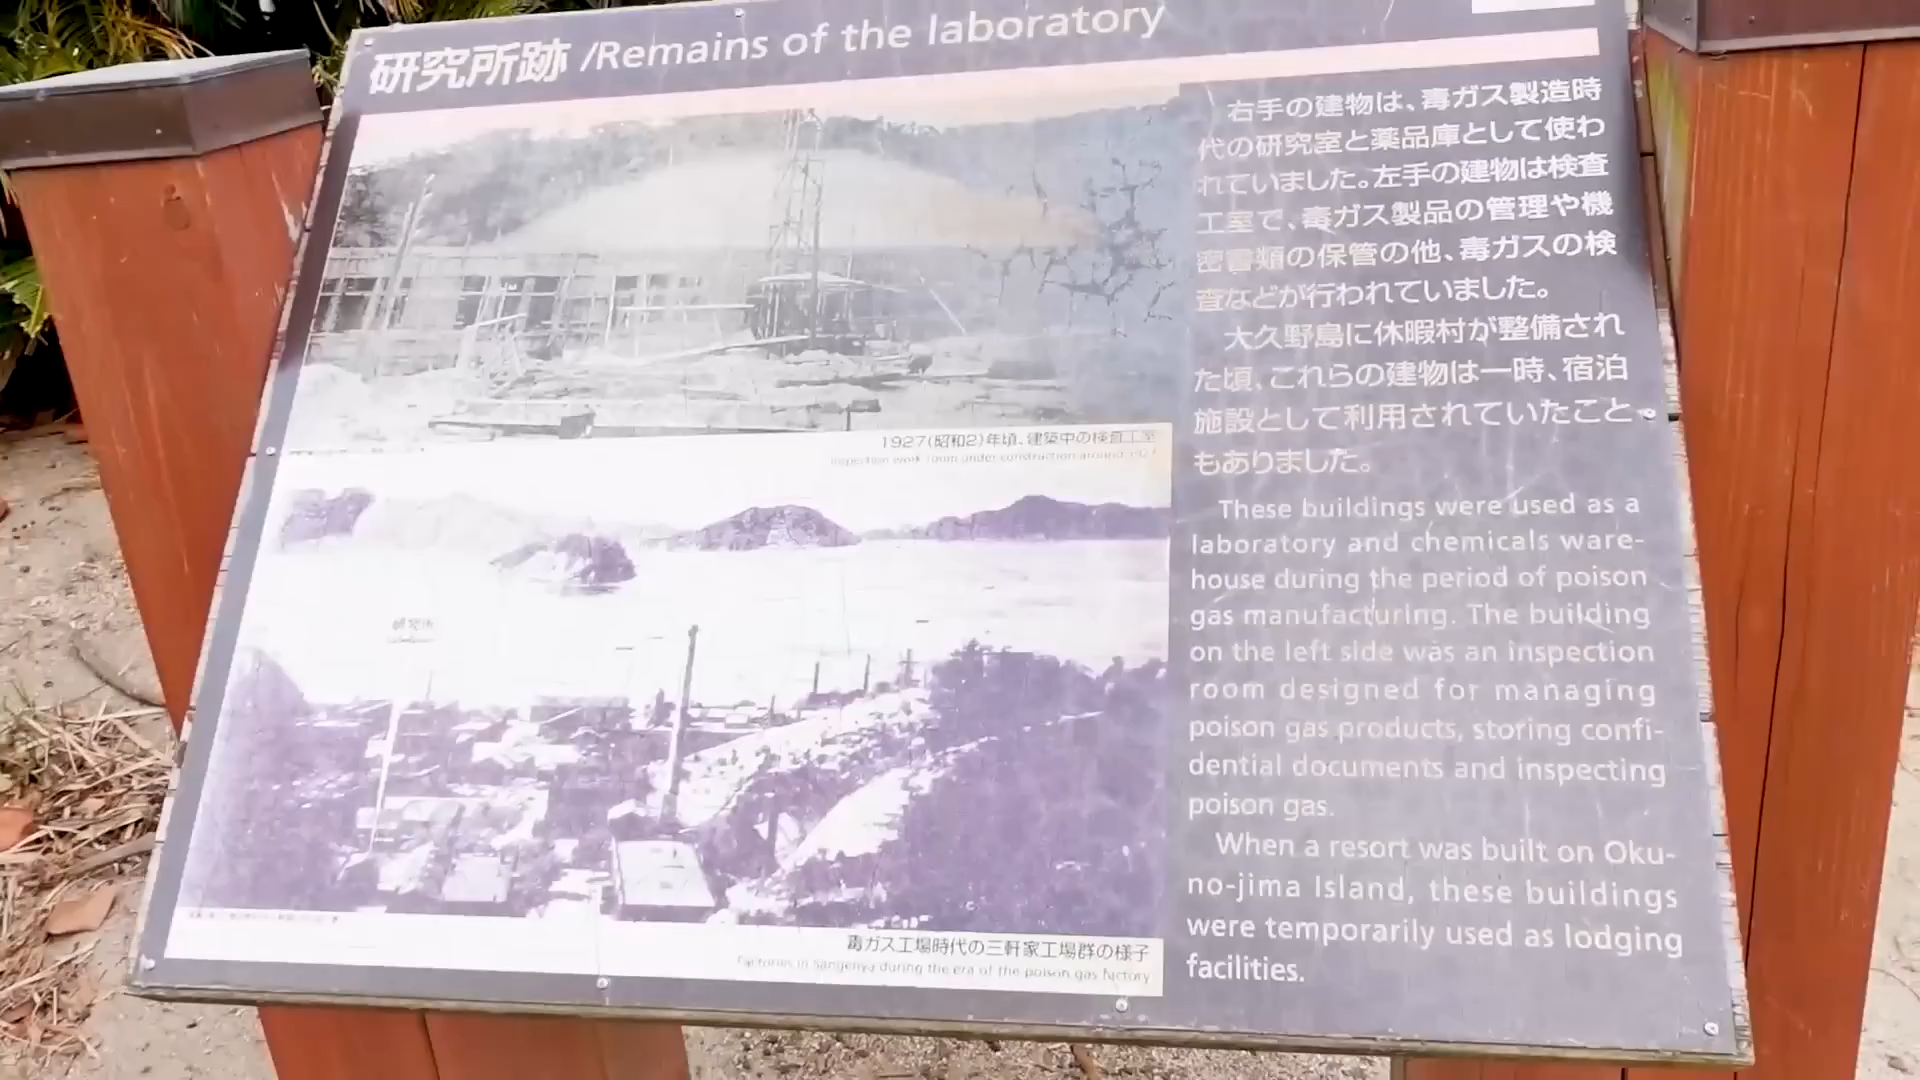 研究所跡 /Remains of the laboratory
右手の建物は、毒ガス製造時
代の研究室と薬品庫として使わ
れていました。左手の建物は検査
工室で、毒ガス製品の管理や機
密書類の保管の他、毒ガスの検
査などが行われていました。
大久野島に休暇村が整備され
た頃、これらの建物は一時、宿泊
施設として利用されていたこと
もありました。
These buildings were used as a
laboratory and chemicals ware-
house during the period of poison
gas manufacturing. The building
on the left side was an inspection
room designed for managing
poison gas products, storing confi-
dential documents and inspecting
poison gas.
When a resort was built on Oku-
no-jima Island, these buildings
were temporarily used as lodging
facilities.
1927(昭和2)年頃、建築中の検査工室
Inspection work room under construction around 1927
研究所
毒ガス工場時代の三軒家工場群の様子
Factories in Sangenya during the era of the poison gas factory